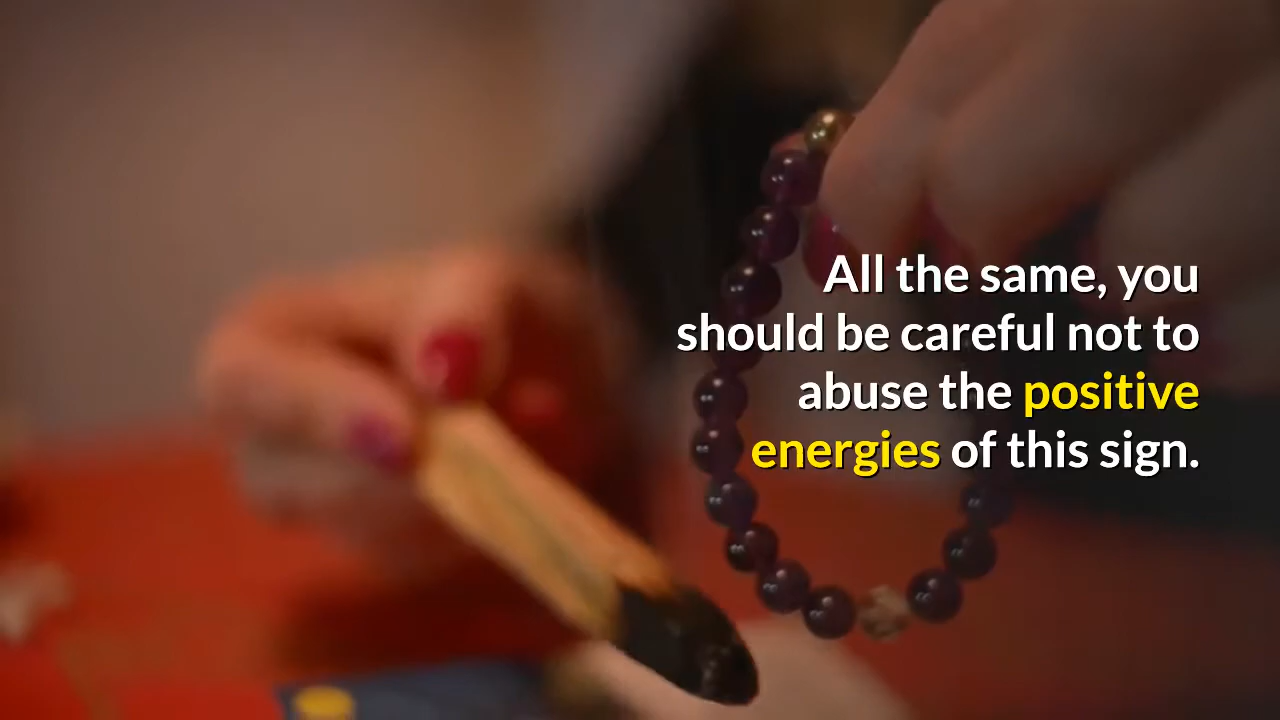 All the same, you
should be careful not to
abuse the positive
energies of this sign.